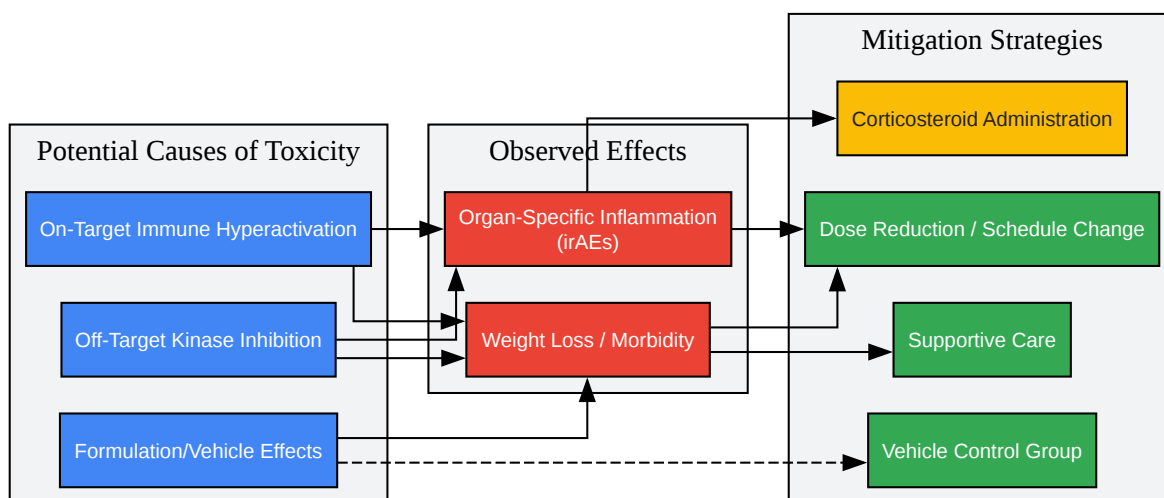 Potential Causes of Toxicity
On-Target Immune Hyperactivation
Off-Target Kinase Inhibition
Formulation/Vehicle Effects
Observed Effects
Organ-Specific Inflammation
(irAEs)
Weight Loss / Morbidity
Mitigation Strategies
Corticosteroid Administration
Dose Reduction / Schedule Change
Supportive Care
Vehicle Control Group